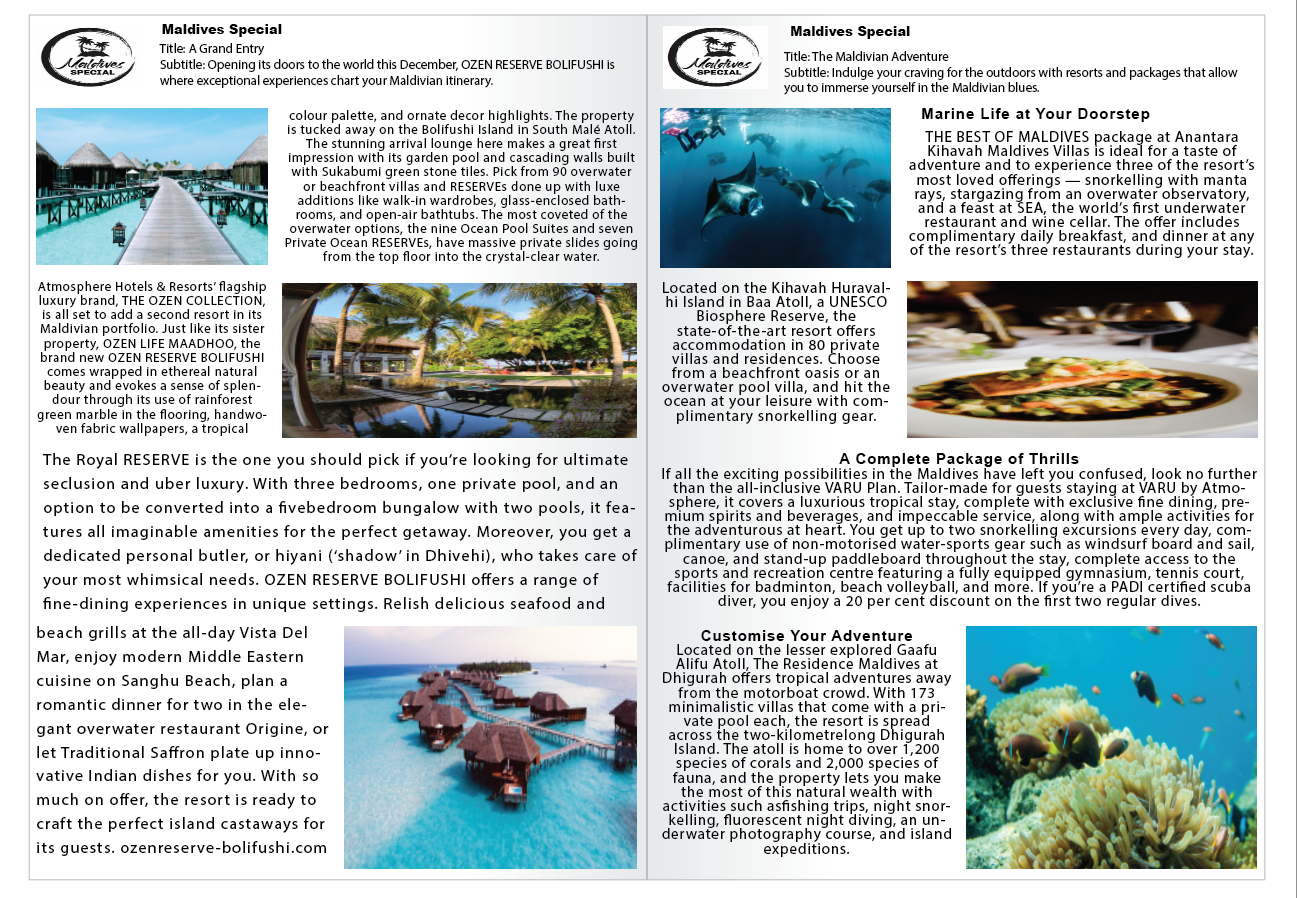 Maldives
SPECIAL
Maldives Special
Title: A Grand Entry
Subtitle: Opening its doors to the world this December, OZEN RESERVE BOLIFUSHI is
where exceptional experiences chart your Maldivian itinerary.
Atmosphere Hotels & Resorts’ flagship
luxury brand, THE OZEN COLLECTION,
is all set to add a second resort in its
Maldivian portfolio. Just like its sister
property, OZEN LIFE MAADHOO, the
brand new OZEN RESERVE BOLIFUSHI
comes wrapped in ethereal natural
beauty and evokes a sense of splen-
dour through its use of rainforest
green marble in the flooring, handwo-
ven fabric wallpapers, a tropical
colour palette, and ornate decor highlights. The property
is tucked away on the Bolifushi Island in South Malé Atoll.
The stunning arrival lounge here makes a great first
impression with its garden pool and cascading walls built
with Sukabumi green stone tiles. Pick from 90 overwater
or beachfront villas and RESERVEs done up with luxe
additions like walk-in wardrobes, glass-enclosed bath-
rooms, and open-air bathtubs. The most coveted of the
overwater options, the nine Ocean Pool Suites and seven
Private Ocean RESERVEs, have massive private slides going
from the top floor into the crystal-clear water.
The Royal RESERVE is the one you should pick if you’re looking for ultimate
seclusion and uber luxury. With three bedrooms, one private pool, and an
option to be converted into a fivebedroom bungalow with two pools, it fea-
tures all imaginable amenities for the perfect getaway. Moreover, you get a
dedicated personal butler, or hiyani (‘shadow’ in Dhivehi), who takes care of
your most whimsical needs. OZEN RESERVE BOLIFUSHI offers a range of
fine-dining experiences in unique settings. Relish delicious seafood and
beach grills at the all-day Vista Del
Mar, enjoy modern Middle Eastern
cuisine on Sanghu Beach, plan a
romantic dinner for two in the ele-
gant overwater restaurant Origine, or
let Traditional Saffron plate up inno-
vative Indian dishes for you. With so
much on offer, the resort is ready to
craft the perfect island castaways for
its guests. ozenreserve-bolifushi.com
Maldives
SPECIAL
Maldives Special
Title: The Maldivian Adventure
Subtitle: Indulge your craving for the outdoors with resorts and packages that allow
you to immerse yourself in the Maldivian blues.
Marine Life at Your Doorstep
THE BEST OF MALDIVES package at Anantara
Kihavah Maldives Villas is ideal for a taste of
adventure and to experience three of the resort’s
most loved offerings — snorkelling with manta
rays, stargazing from an overwater observatory,
and a feast at SEA, the world’s first underwater
restaurant and wine cellar. The offer includes
complimentary daily breakfast, and dinner at any
of the resort’s three restaurants during your stay.
Located on the Kihavah Huraval-
hi Island in Baa Atoll, a UNESCO
Biosphere Reserve, the
state-of-the-art resort offers
accommodation in 80 private
villas and residences. Choose
from a beachfront oasis or an
overwater pool villa, and hit the
ocean at your leisure with com-
plimentary snorkelling gear.
A Complete Package of Thrills
If all the exciting possibilities in the Maldives have left you confused, look no further
than the all-inclusive VARU Plan. Tailor-made for guests staying at VARU by Atmo-
sphere, it covers a luxurious tropical stay, complete with exclusive fine dining, pre-
mium spirits and beverages, and impeccable service, along with ample activities for
the adventurous at heart. You get up to two snorkelling excursions every day, com-
plimentary use of non-motorised water-sports gear such as windsurf board and sail,
canoe, and stand-up paddleboard throughout the stay, complete access to the
sports and recreation centre featuring a fully equipped gymnasium, tennis court,
facilities for badminton, beach volleyball, and more. If you’re a PADI certified scuba
diver, you enjoy a 20 per cent discount on the first two regular dives.
Customise Your Adventure
Located on the lesser explored Gaafu
Alifu Atoll, The Residence Maldives at
Dhigurah offers tropical adventures away
from the motorboat crowd. With 173
minimalistic villas that come with a pri-
vate pool each, the resort is spread
across the two-kilometrelong Dhigurah
Island. The atoll is home to over 1,200
species of corals and 2,000 species of
fauna, and the property lets you make
the most of this natural wealth with
activities such asfishing trips, night snor-
kelling, fluorescent night diving, an un-
derwater photography course, and island
expeditions.